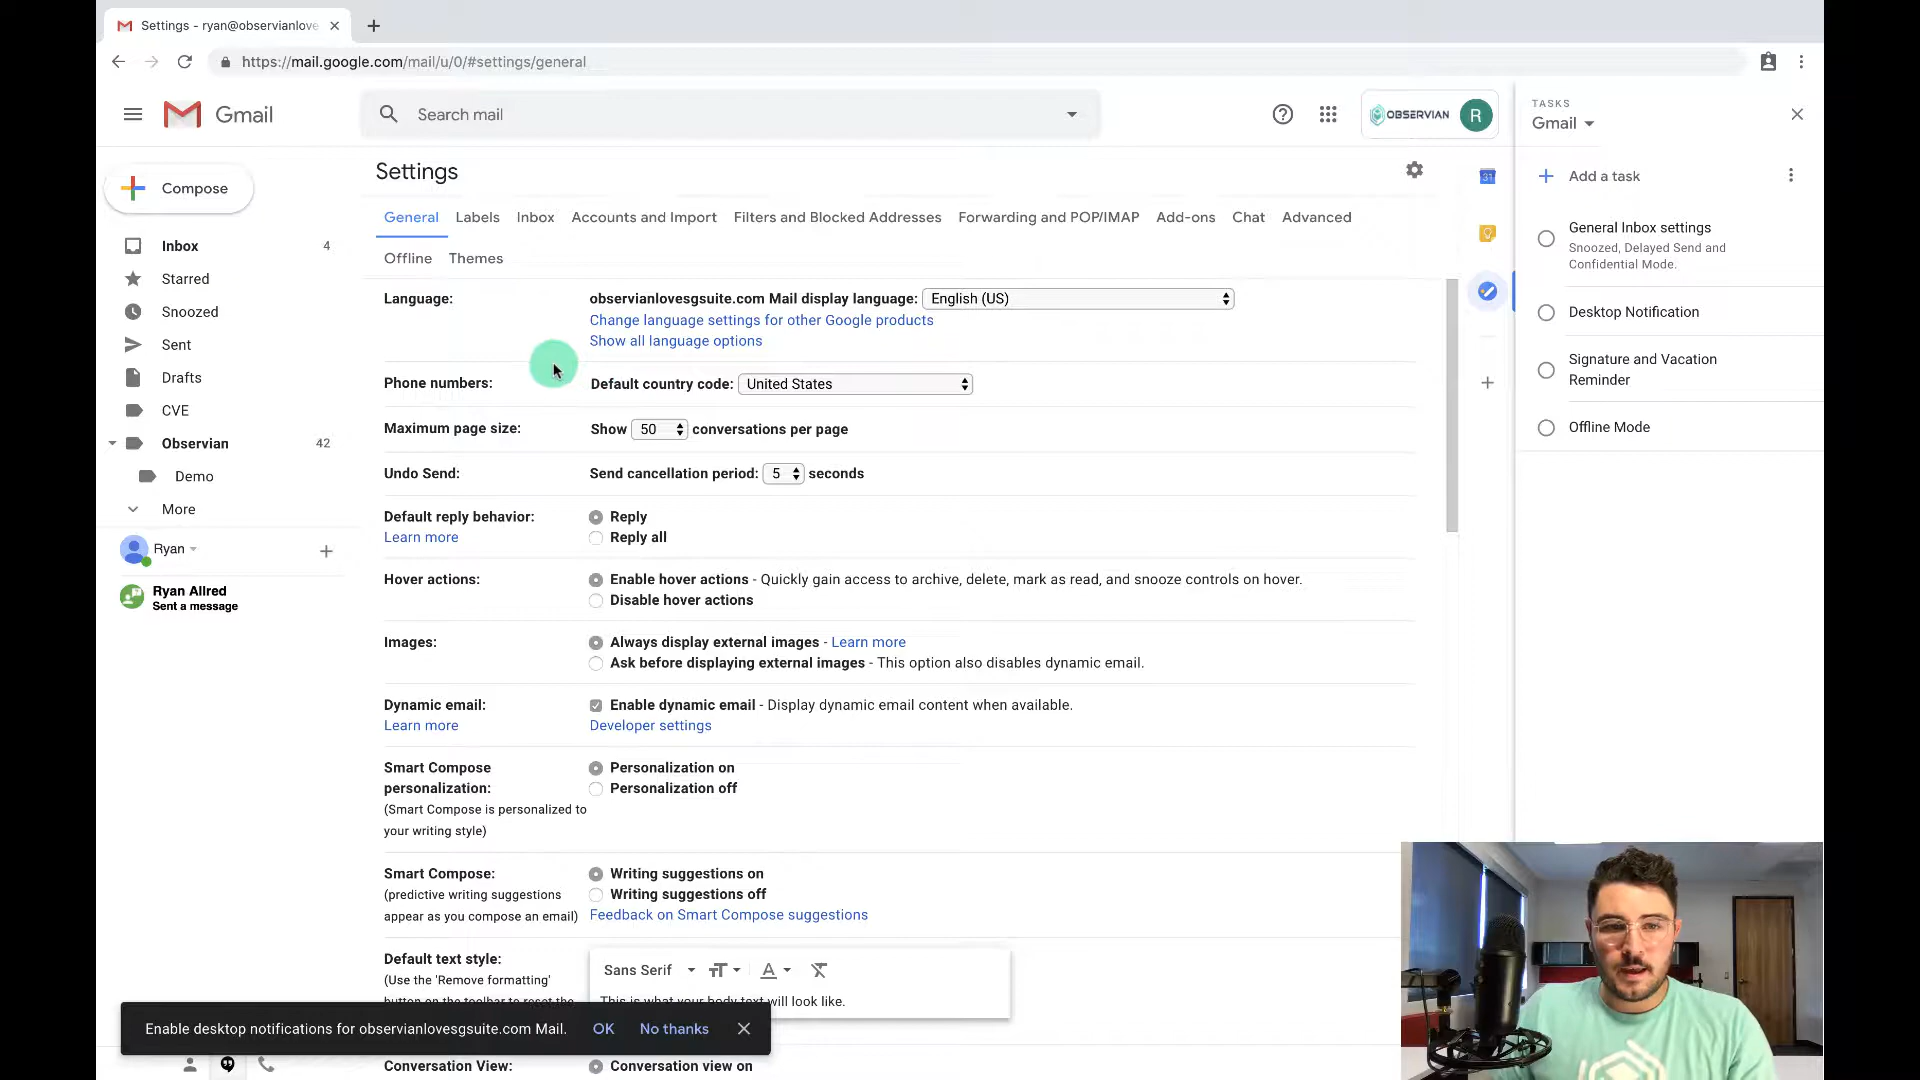 Settings - ryan@observianlove
https://mail.google.com/mail/u/0/#settings/general
Gmail
Search mail
OBSERVIAN
R
TASKS
Gmail
Add a task
General Inbox settings
Snoozed, Delayed Send and
Confidential Mode.
Desktop Notification
Signature and Vacation
Reminder
Offline Mode
31
Compose
Inbox 4
Starred
Snoozed
Sent
Drafts
CVE
Observian 42
Demo
More
Ryan
Ryan Allred
Sent a message
Settings
General Labels Inbox Accounts and Import Filters and Blocked Addresses Forwarding and POP/IMAP Add-ons Chat Advanced
Offline Themes
Language: observianlovesgsuite.com Mail display language: English (US)
Change language settings for other Google products
Show all language options
Phone numbers: Default country code: United States
Maximum page size: Show 50 conversations per page
Undo Send: Send cancellation period: 5 seconds
Default reply behavior: Reply
Learn more Reply all
Hover actions: Enable hover actions - Quickly gain access to archive, delete, mark as read, and snooze controls on hover.
Disable hover actions
Images: Always display external images - Learn more
Ask before displaying external images - This option also disables dynamic email.
Dynamic email: Enable dynamic email - Display dynamic email content when available.
Learn more Developer settings
Smart Compose Personalization on
personalization: Personalization off
(Smart Compose is personalized to
your writing style)
Smart Compose: Writing suggestions on
(predictive writing suggestions Writing suggestions off
appear as you compose an email) Feedback on Smart Compose suggestions
Default text style: Sans Serif
(Use the 'Remove formatting'
button on the toolbar to reset the
This is what your body text will look like.
Enable desktop notifications for observianlovesgsuite.com Mail. OK No thanks
Conversation View: Conversation view on